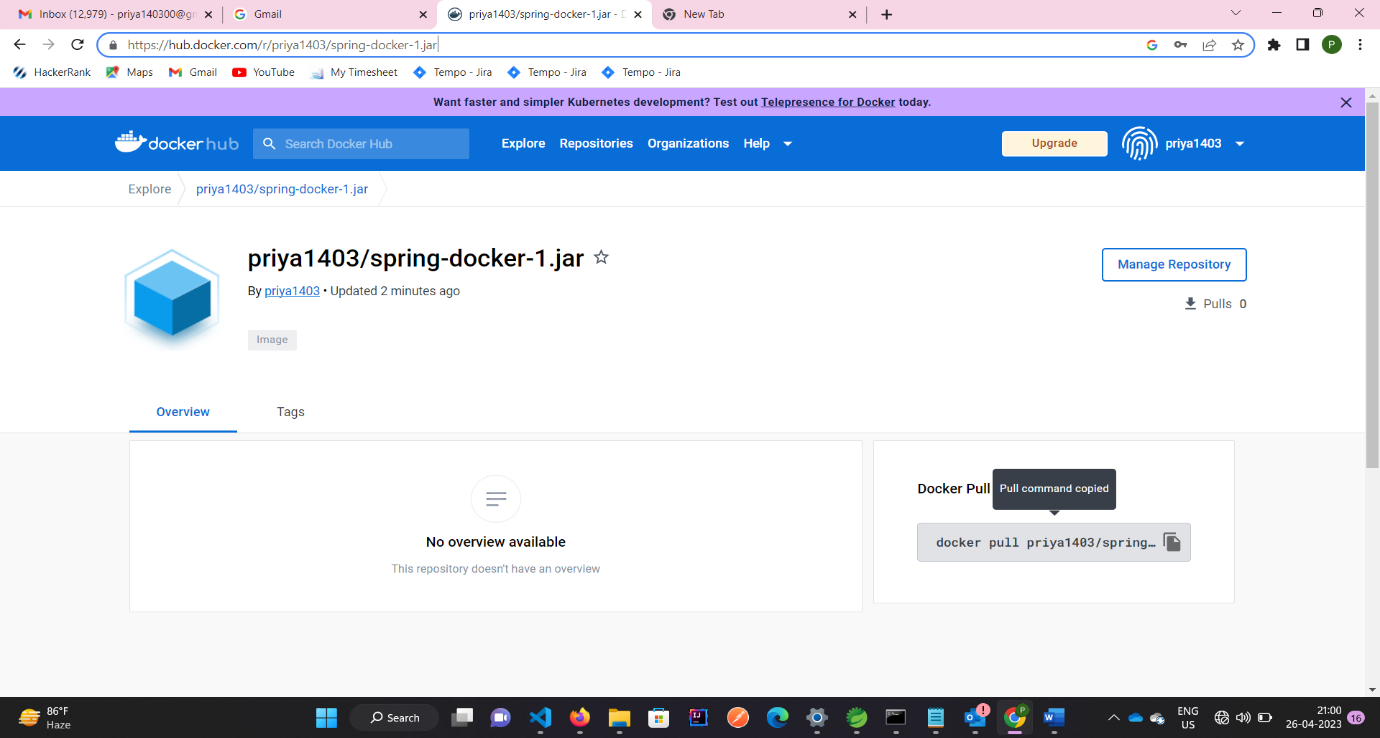 Inbox (12,979) - priya140300@gm
Gmail
priya1403/spring-docker-1.jar - D
New Tab
https://hub.docker.com/r/priya1403/spring-docker-1.jar
P
HackerRank
Maps
Gmail
YouTube
My Timesheet
Tempo - Jira
Tempo - Jira
Tempo - Jira
Want faster and simpler Kubernetes development? Test out Telepresence for Docker today.
dockerhub
Search Docker Hub
Explore
Repositories
Organizations
Help
Upgrade
priya1403
Explore
priya1403/spring-docker-1.jar
priya1403/spring-docker-1.jar
By priya1403 • Updated 2 minutes ago
Manage Repository
Pulls 0
Image
Overview
Tags
No overview available
This repository doesn't have an overview
Docker Pull
Pull command copied
docker pull priya1403/spring…
86°F
Haze
Search
ENG
US
21:00
26-04-2023
16